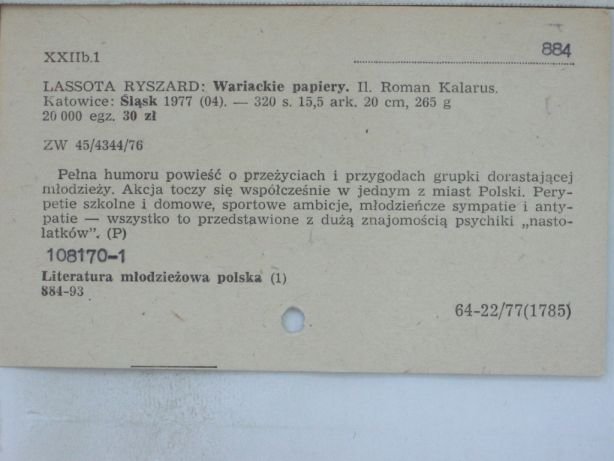 XXIIb.1
884
LASSOTA RYSZARD: Wariackie papiery. Il. Roman Kalarus.
Katowice: Śląsk 1977 (04). — 320 s. 15,5 ark. 20 cm, 265 g
20 000 egz. 30 zł
ZW 45/4344/76
Pełna humoru powieść o przeżyciach i przygodach grupki dorastającej
młodzieży. Akcja toczy się współcześnie w jednym z miast Polski. Pery-
petie szkolne i domowe, sportowe ambicje, młodzieńcze sympatie i anty-
patie — wszystko to przedstawione z dużą znajomością psychiki „nasto-
latków". (P)
108170-1
Literatura młodzieżowa polska (1)
884-93
64-22/77(1785)